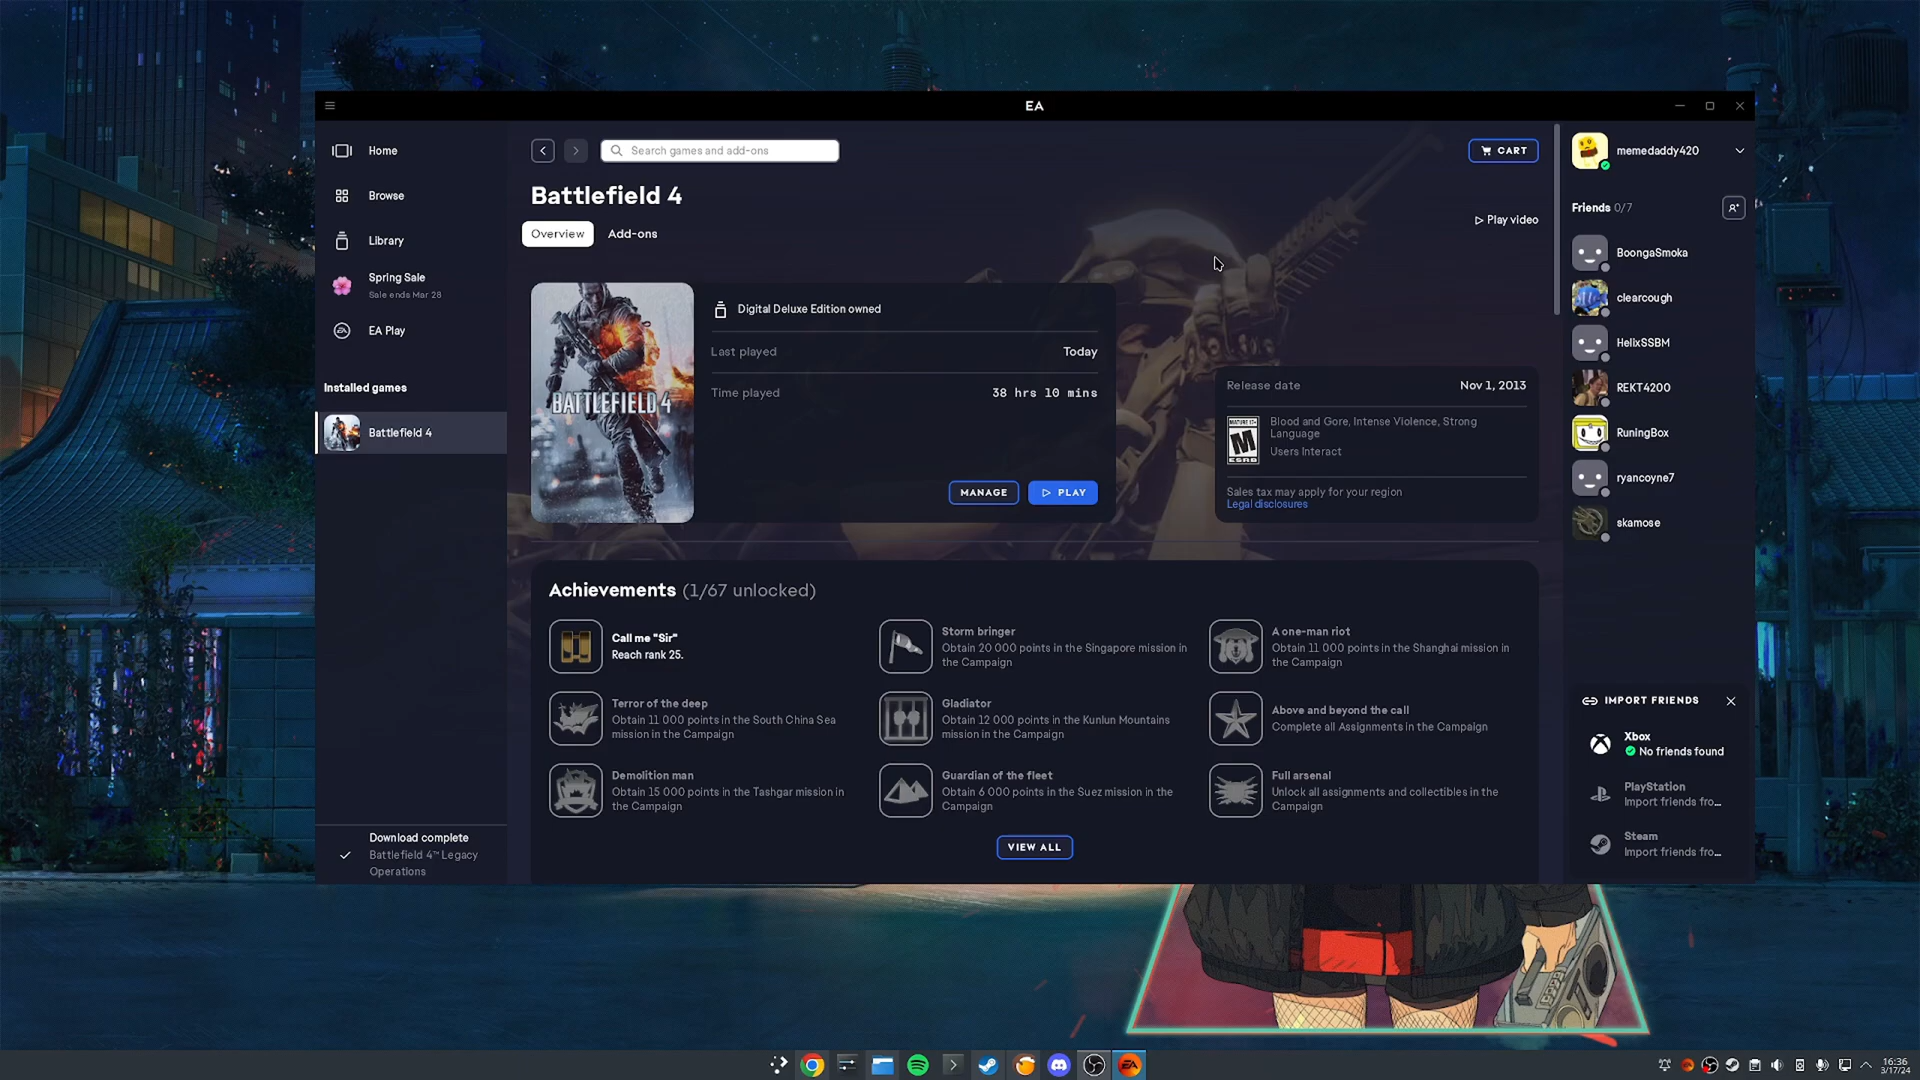 EA
Home
Browse
Library
Spring Sale
Sale ends Mar 28
EA Play
Installed games
Battlefield 4
Download complete
Battlefield 4™ Legacy
Operations
Search games and add-ons
CART
Battlefield 4
Overview
Add-ons
Play video
BATTLEFIELD 4
Digital Deluxe Edition owned
Last played
Today
Time played
38 hrs 10 mins
MANAGE
PLAY
Release date
Nov 1, 2013
MATURE 17+
M
ESRB
Blood and Gore, Intense Violence, Strong
Language
Users Interact
Sales tax may apply for your region
Legal disclosures
Achievements (1/67 unlocked)
Call me "Sir"
Reach rank 25.
Storm bringer
Obtain 20 000 points in the Singapore mission in
the Campaign
A one-man riot
Obtain 11 000 points in the Shanghai mission in
the Campaign
Terror of the deep
Obtain 11 000 points in the South China Sea
mission in the Campaign
Gladiator
Obtain 12 000 points in the Kunlun Mountains
mission in the Campaign
Above and beyond the call
Complete all Assignments in the Campaign
Demolition man
Obtain 15 000 points in the Tashgar mission in
the Campaign
Guardian of the fleet
Obtain 6 000 points in the Suez mission in the
Campaign
Full arsenal
Unlock all assignments and collectibles in the
Campaign
VIEW ALL
memedaddy420
Friends 0/7
BoongaSmoka
clearcough
HelixSSBM
REKT4200
RuningBox
ryancoyne7
skamose
IMPORT FRIENDS
Xbox
No friends found
PlayStation
Import friends fro...
Steam
Import friends fro...
16:36
3/17/24